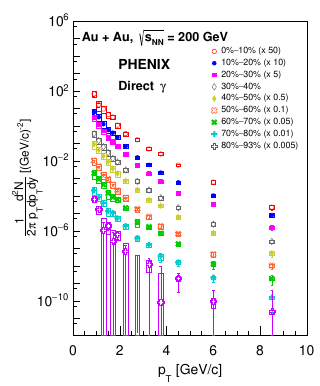 10^6
10^2
10^-2
10^-6
10^-10
1/2π d^2N/p_T dp_T dy [(GeV/c)^-2]
Au + Au, √s_NN = 200 GeV
PHENIX
Direct γ
0%–10% (x 50)
10%–20% (x 10)
20%–30% (x 5)
30%–40%
40%–50% (x 0.5)
50%–60% (x 0.1)
60%–70% (x 0.05)
70%–80% (x 0.01)
80%–93% (x 0.005)
0 2 4 6 8 10
p_T [GeV/c]